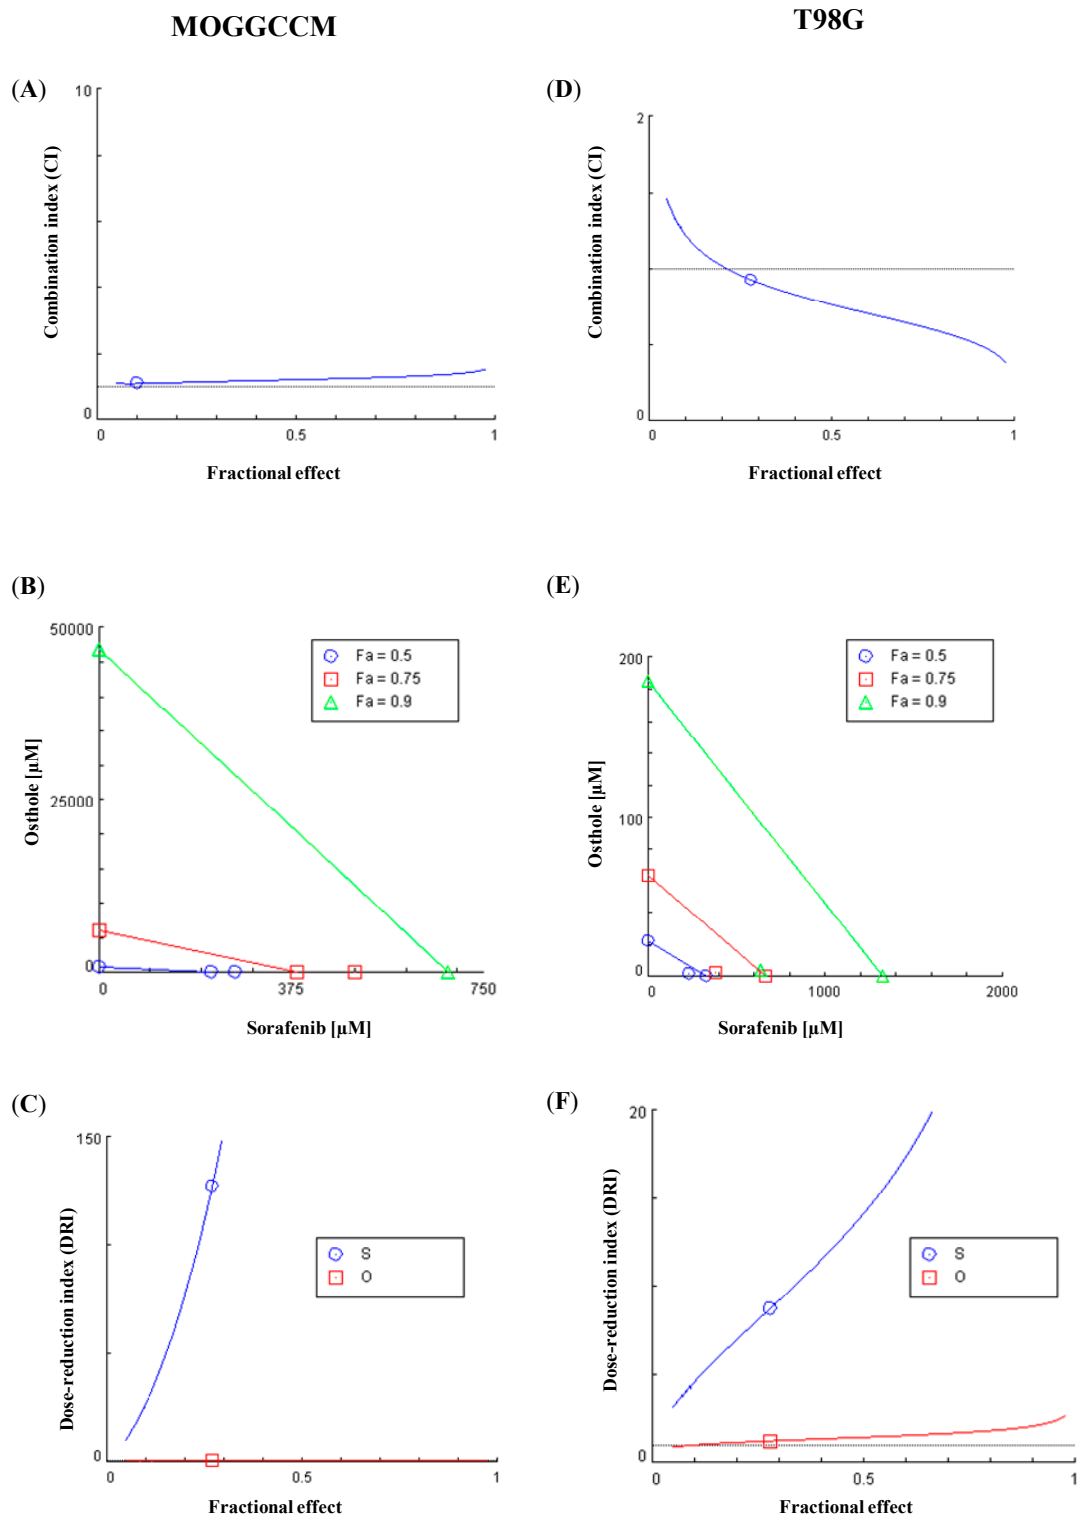 MOGGCCM
T98G
(A)
10
Combination index (CI)
0
0
0.5
1
Fractional effect
(D)
2
Combination index (CI)
0
0
0.5
1
Fractional effect
(B)
50000
Osthole [µM]
25000
0
0
375
750
Sorafenib [µM]
Fa = 0.5
Fa = 0.75
Fa = 0.9
(E)
200
Osthole [µM]
100
0
0
1000
2000
Sorafenib [µM]
Fa = 0.5
Fa = 0.75
Fa = 0.9
(C)
150
Dose-reduction index (DRI)
0
0
0.5
1
Fractional effect
S
O
(F)
20
Dose-reduction index (DRI)
0
0
0.5
1
Fractional effect
S
O